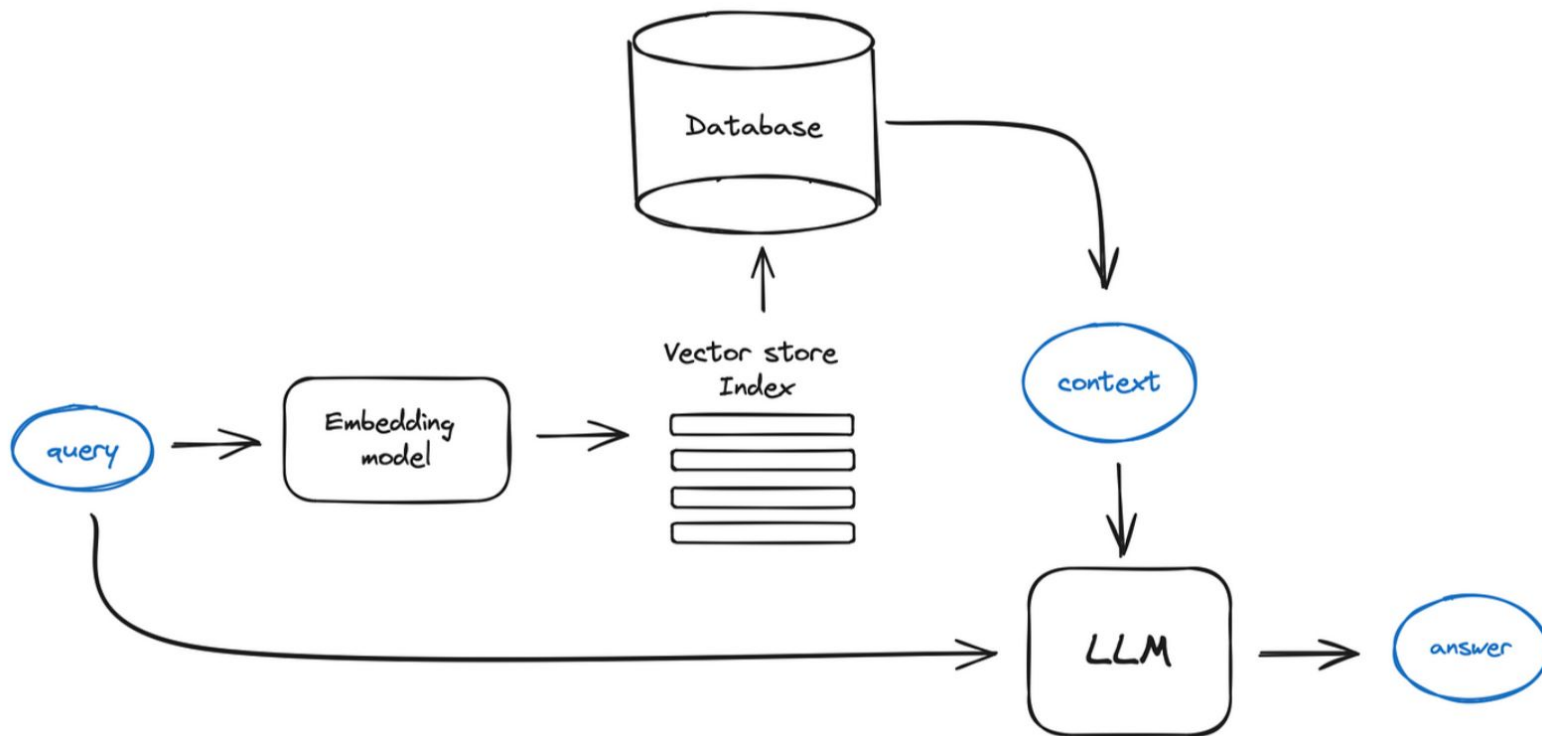 Database
Vector store
Index
context
query
Embedding
model
LLM
answer